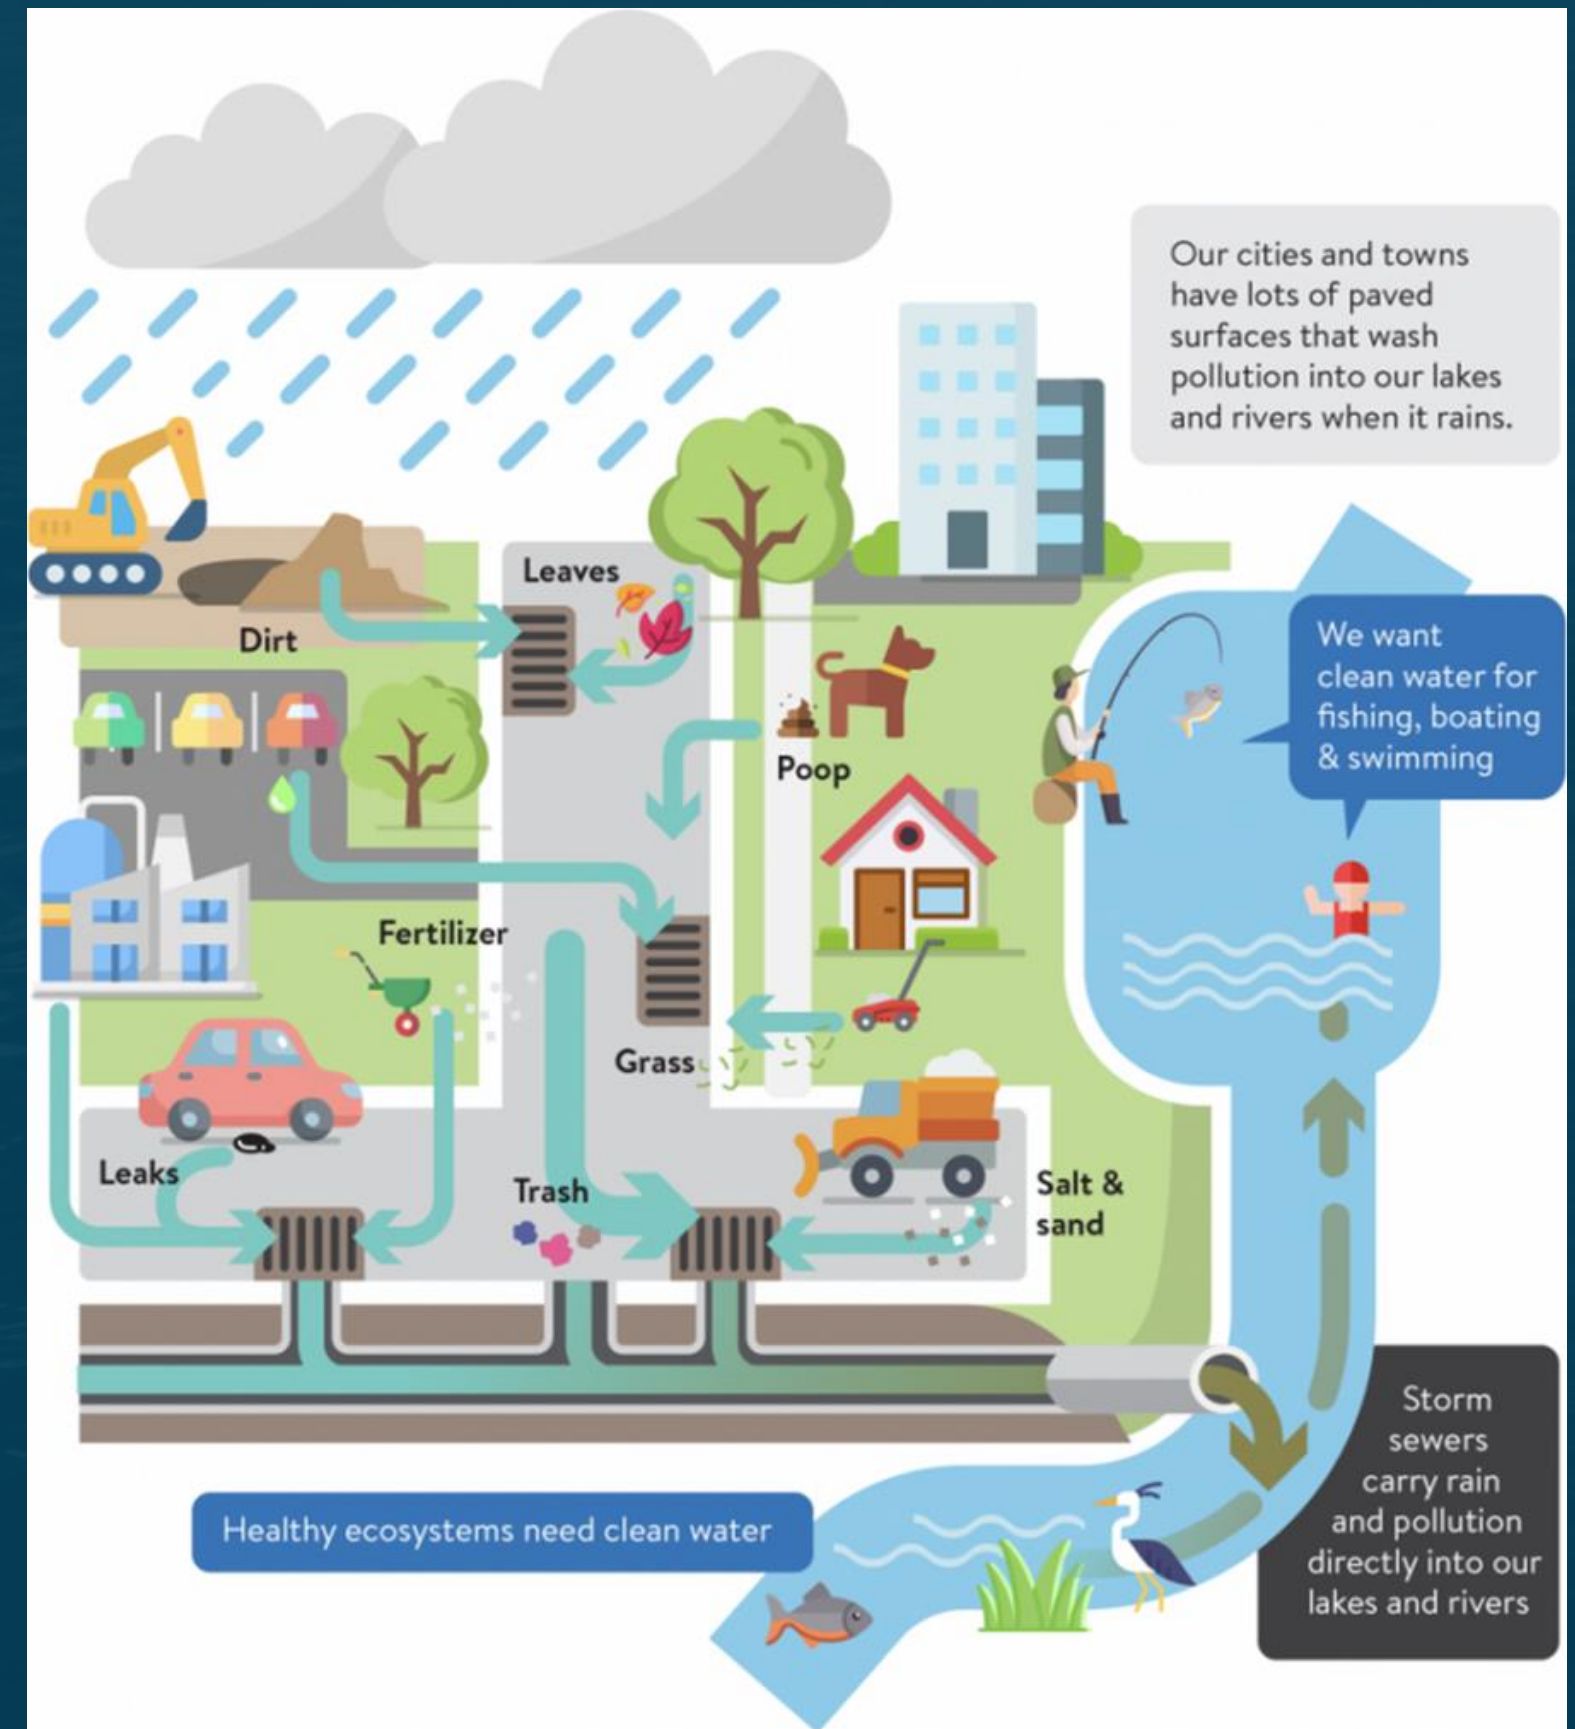 Our cities and towns
have lots of paved
surfaces that wash
pollution into our lakes
and rivers when it rains.
Leaves
Dirt
We want
clean water for
fishing, boating
& swimming
Poop
Fertilizer
Grass
Leaks
Trash
Salt &
sand
Storm
sewers
carry rain
and pollution
directly into our
lakes and rivers
Healthy ecosystems need clean water